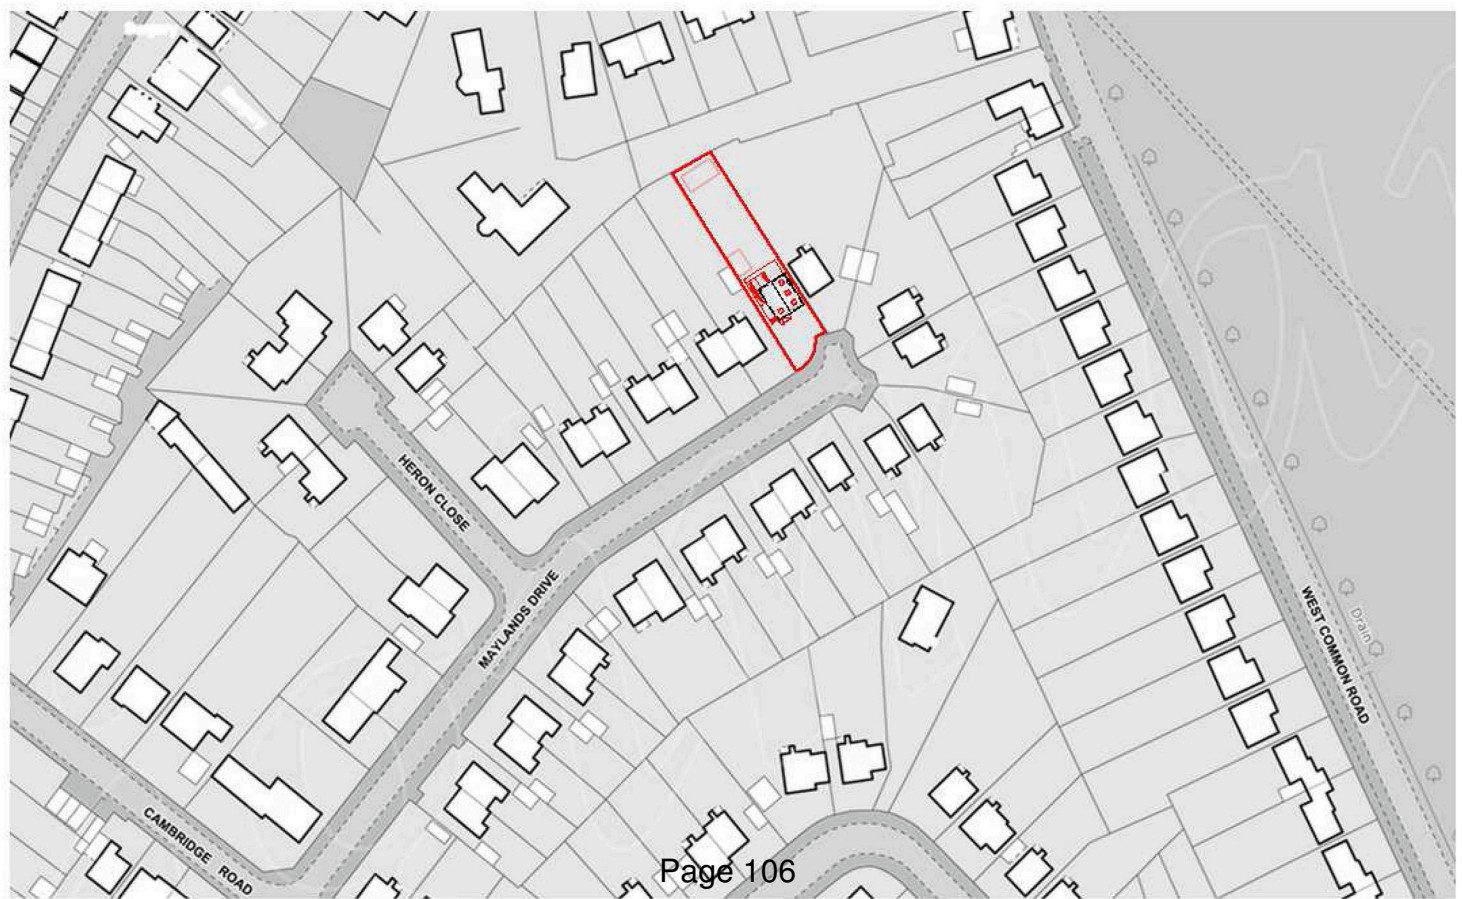 HERON CLOSE
MAYLANDS DRIVE
CAMBRIDGE ROAD
WEST COMMON ROAD
Drain
Page 106